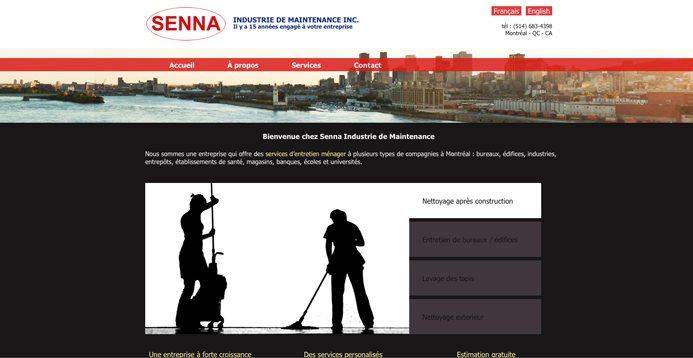 SENNA
INDUSTRIE DE MAINTENANCE INC.
Il y a 15 années engagé à votre entreprise
Français English
tél : (514) 683-4398
Montréal - QC - CA
Accueil À propos Services Contact
Bienvenue chez Senna Industrie de Maintenance
Nous sommes une entreprise qui offre des services d'entretien ménager à plusieurs types de compagnies à Montréal : bureaux, édifices, industries,
entrepôts, établissements de santé, magasins, banques, écoles et universités.
Nettoyage après construction
Entretien de bureaux / édifices
Lavage des tapis
Nettoyage exterieur
Une entreprise à forte croissance Des services personalisés Estimation gratuite